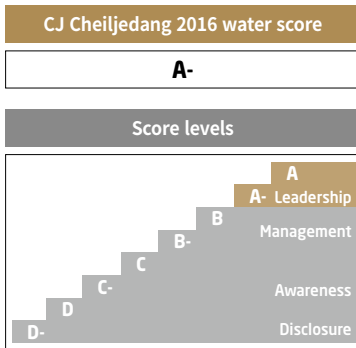 CJ Cheiljedang 2016 water score
A-
Score levels
A
A- Leadership
B
Management
B-
C
C-
Awareness
D
D-
Disclosure